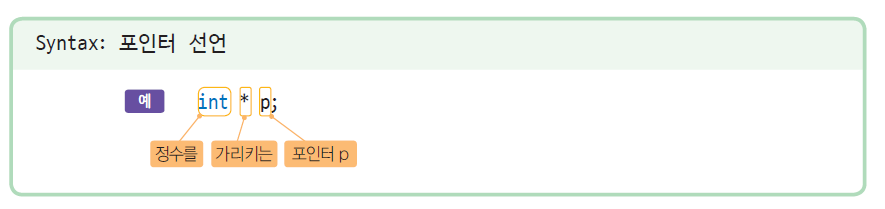 Syntax: 포인터 선언
예 int * p;
정수를 가리키는 포인터 p